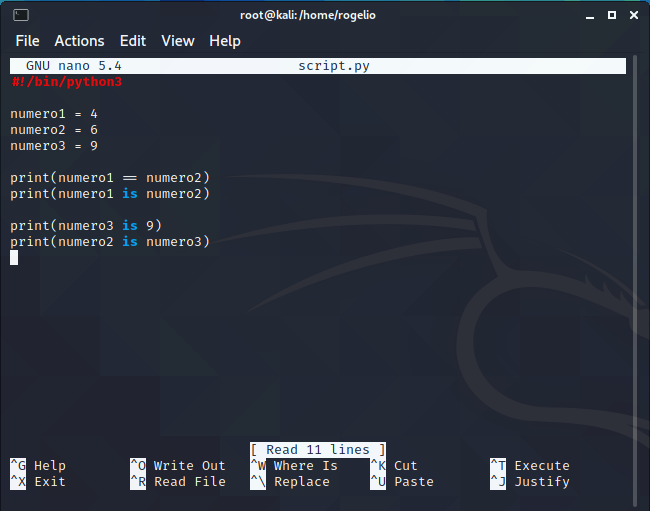 root@kali: /home/rogelio
File Actions Edit View Help
GNU nano 5.4 script.py
#!/bin/python3
numero1 = 4
numero2 = 6
numero3 = 9
print(numero1 == numero2)
print(numero1 is numero2)
print(numero3 is 9)
print(numero2 is numero3)
[ Read 11 lines ]
^G Help ^O Write Out ^W Where Is ^K Cut ^T Execute
^X Exit ^R Read File ^\ Replace ^U Paste ^J Justify